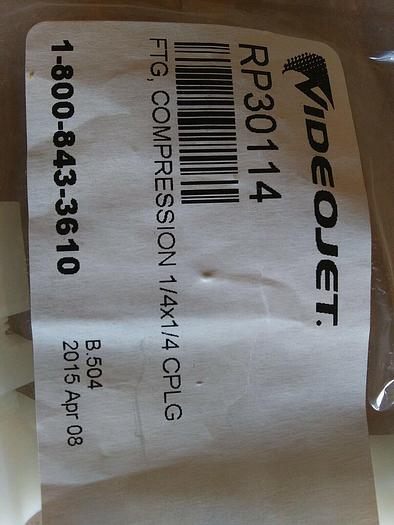 VIDEOJET.
RP30114
FTG, COMPRESSION 1/4x1/4 CPLG
1-800-843-3610
B.504
2015 Apr 08